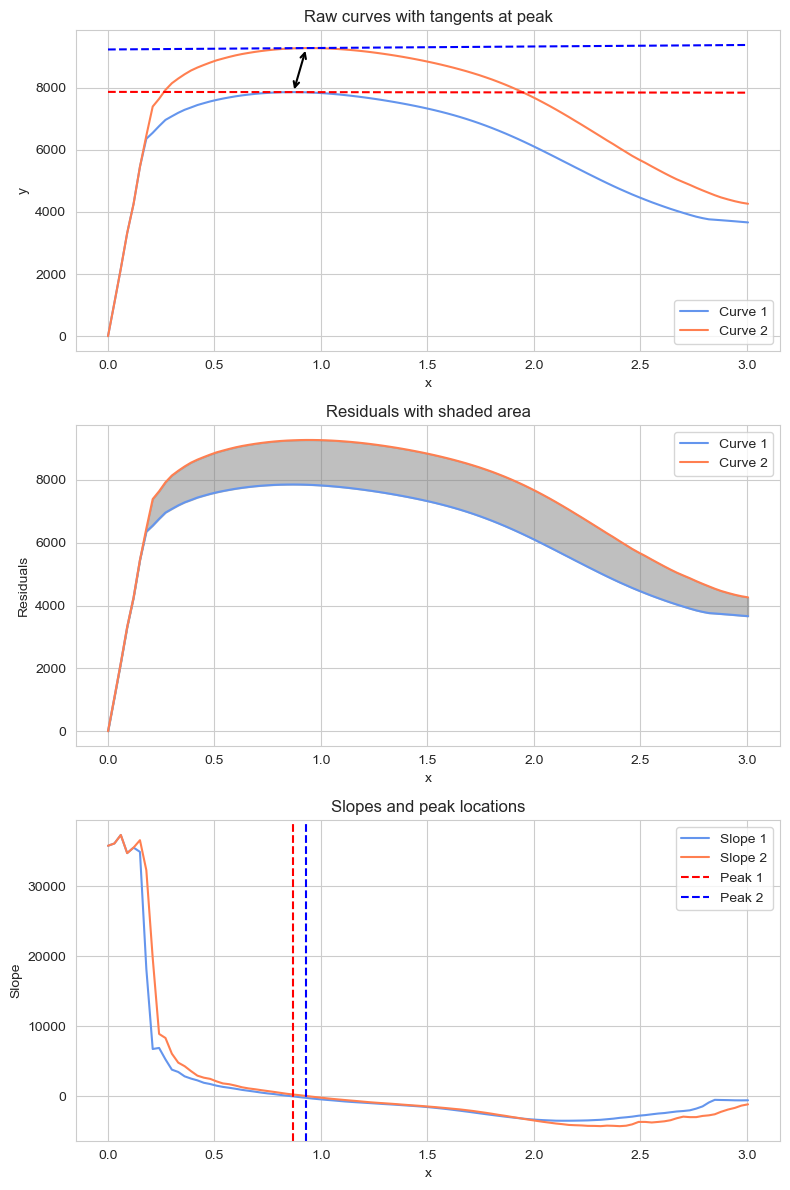 Raw curves with tangents at peak
8000
6000
4000
2000
0
y
Curve 1
Curve 2
0.0 0.5 1.0 1.5 2.0 2.5 3.0
x
Residuals with shaded area
Curve 1
Curve 2
8000
6000
4000
2000
0
Residuals
0.0 0.5 1.0 1.5 2.0 2.5 3.0
x
Slopes and peak locations
Slope 1
Slope 2
Peak 1
Peak 2
30000
20000
10000
0
Slope
0.0 0.5 1.0 1.5 2.0 2.5 3.0
x